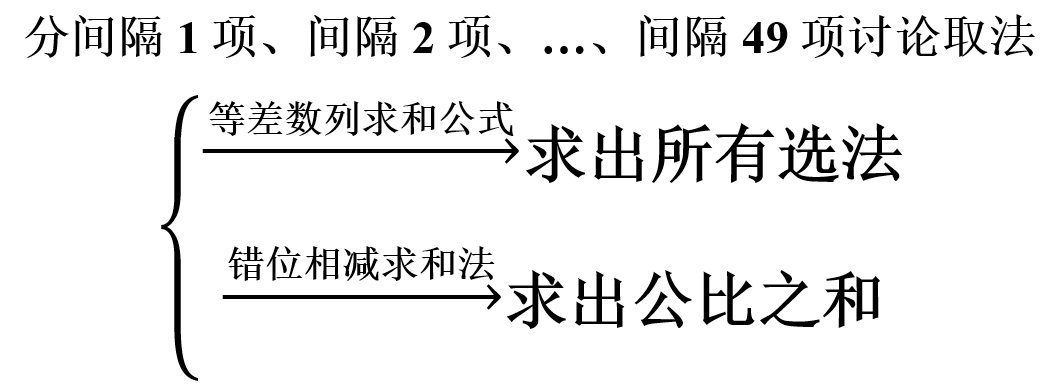 分间隔 1 项、间隔 2 项、…、间隔 49 项讨论取法
等差数列求和公式
求出所有选法
错位相减求和法
求出公比之和